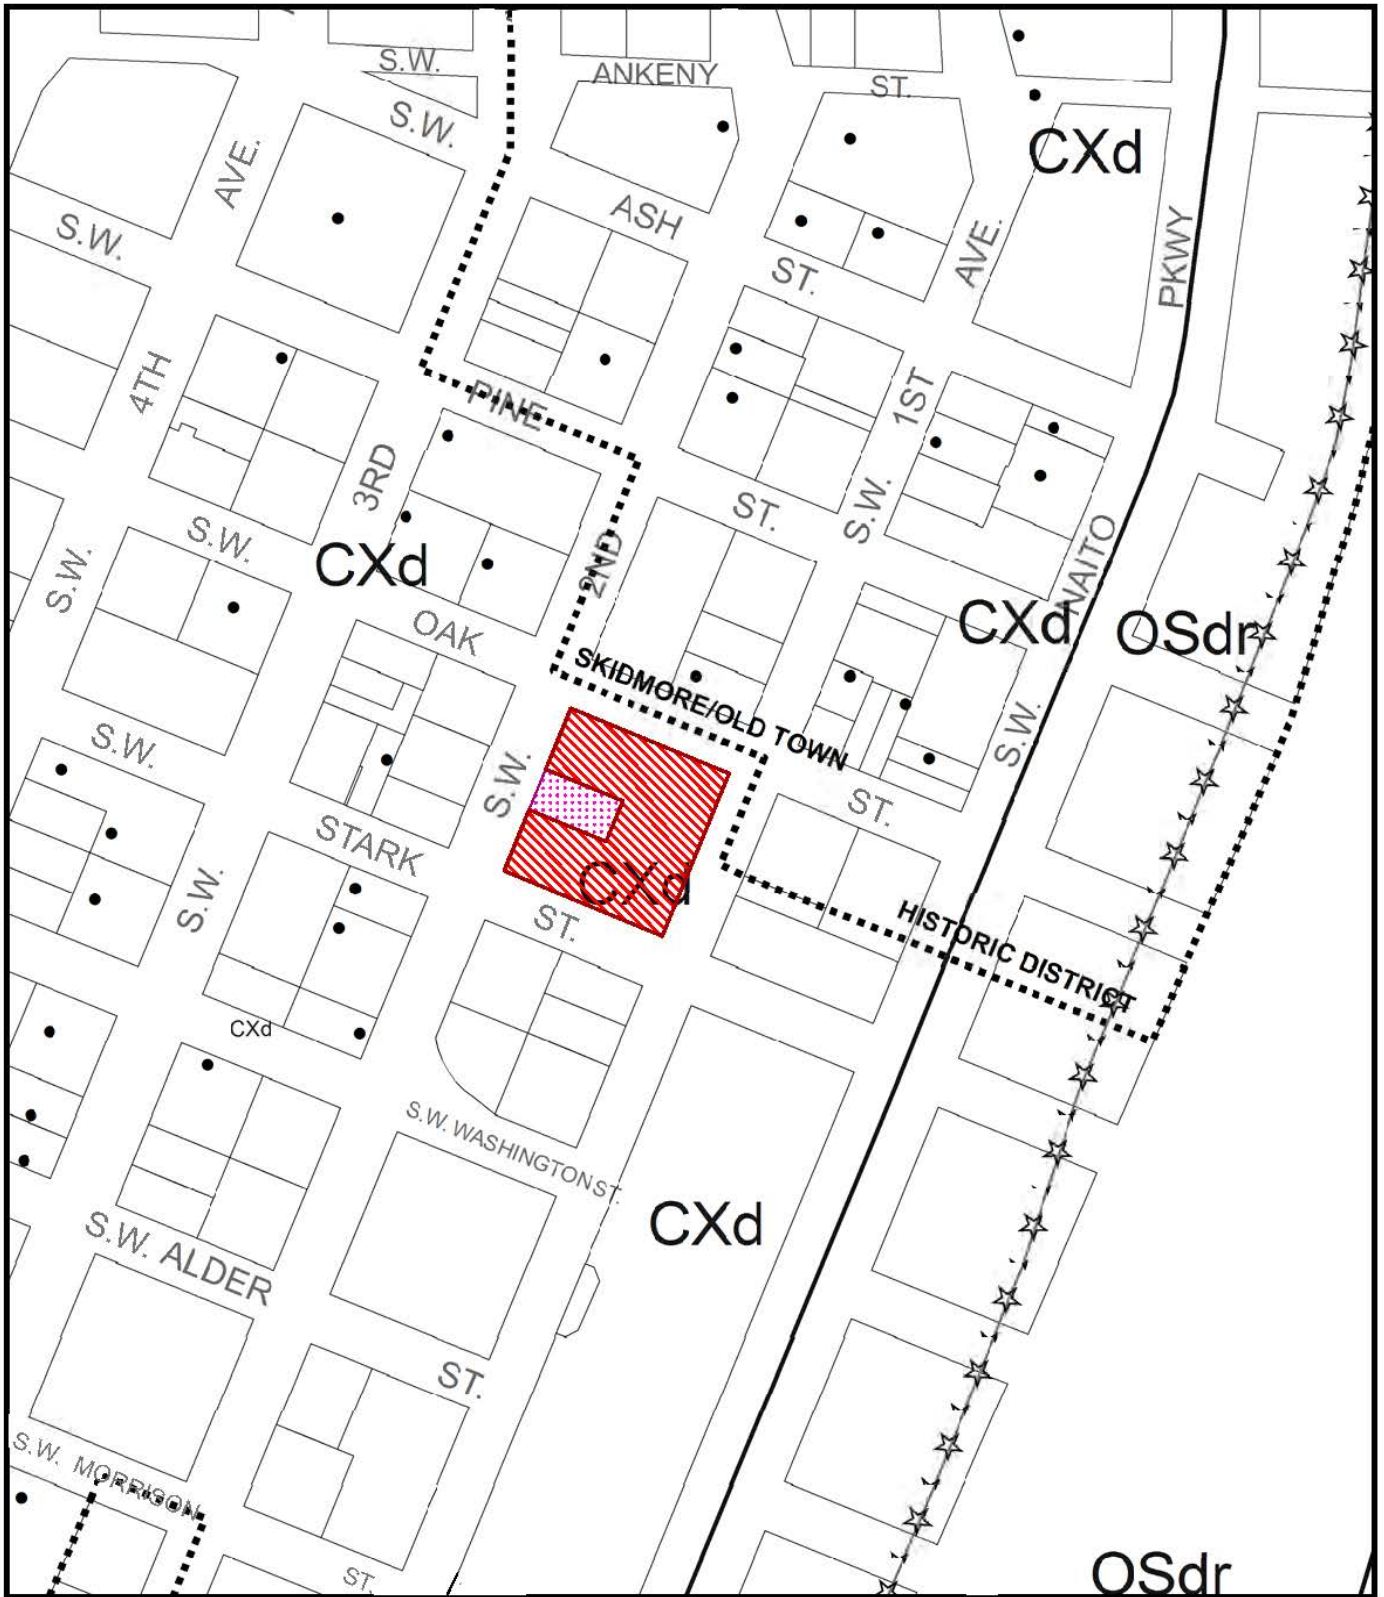 S.W.
ANKENY
ST.
S.W.
CXd
AVE.
ASH
S.W.
AVE.
PKWY
ST.
4TH
PINE
1ST
3RD
ST.
S.W.
S.W.
2ND
NAITO
CXd
S.W.
OAK
CXd
OSdr
SKIDMORE/OLD TOWN
S.W.
S.W.
S.W.
ST.
STARK
CXd
S.W.
ST.
HISTORIC DISTRICT
CXd
S.W. WASHINGTON ST.
CXd
S.W. ALDER
ST.
S.W. MORRISON
ST.
OSdr